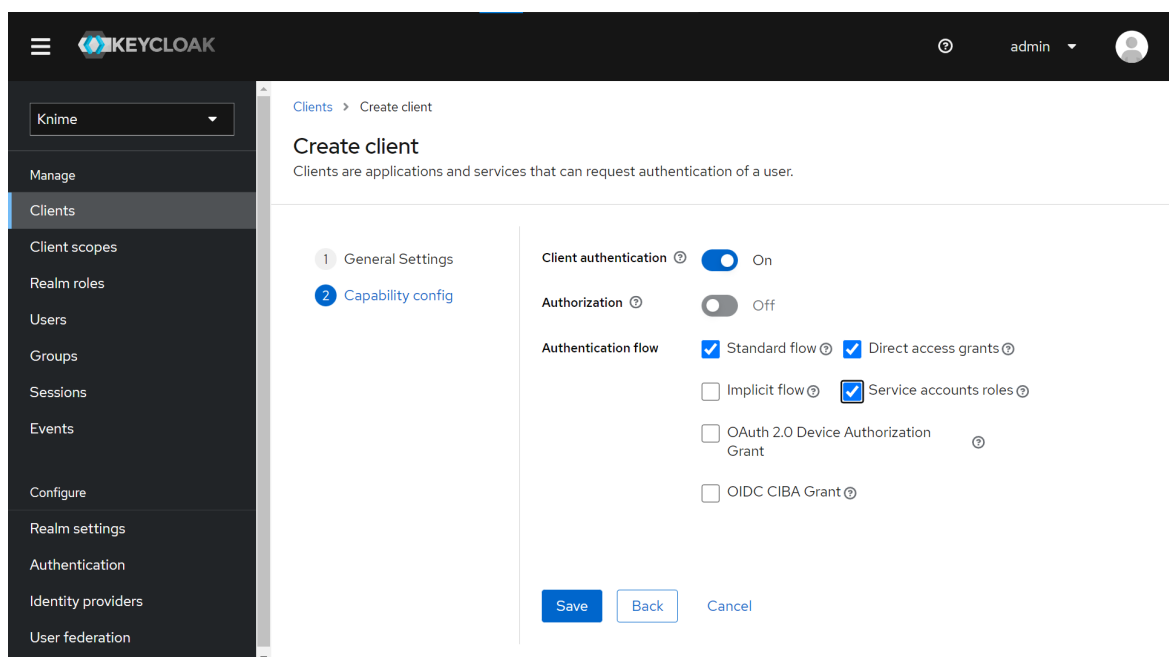 KEYCLOAK
admin
Knime
Manage
Clients
Client scopes
Realm roles
Users
Groups
Sessions
Events
Configure
Realm settings
Authentication
Identity providers
User federation
Clients > Create client
Create client
Clients are applications and services that can request authentication of a user.
1 General Settings
2 Capability config
Client authentication ? On
Authorization ? Off
Authentication flow
Standard flow ? Direct access grants ?
Implicit flow ? Service accounts roles ?
OAuth 2.0 Device Authorization
Grant ?
OIDC CIBA Grant ?
Save Back Cancel